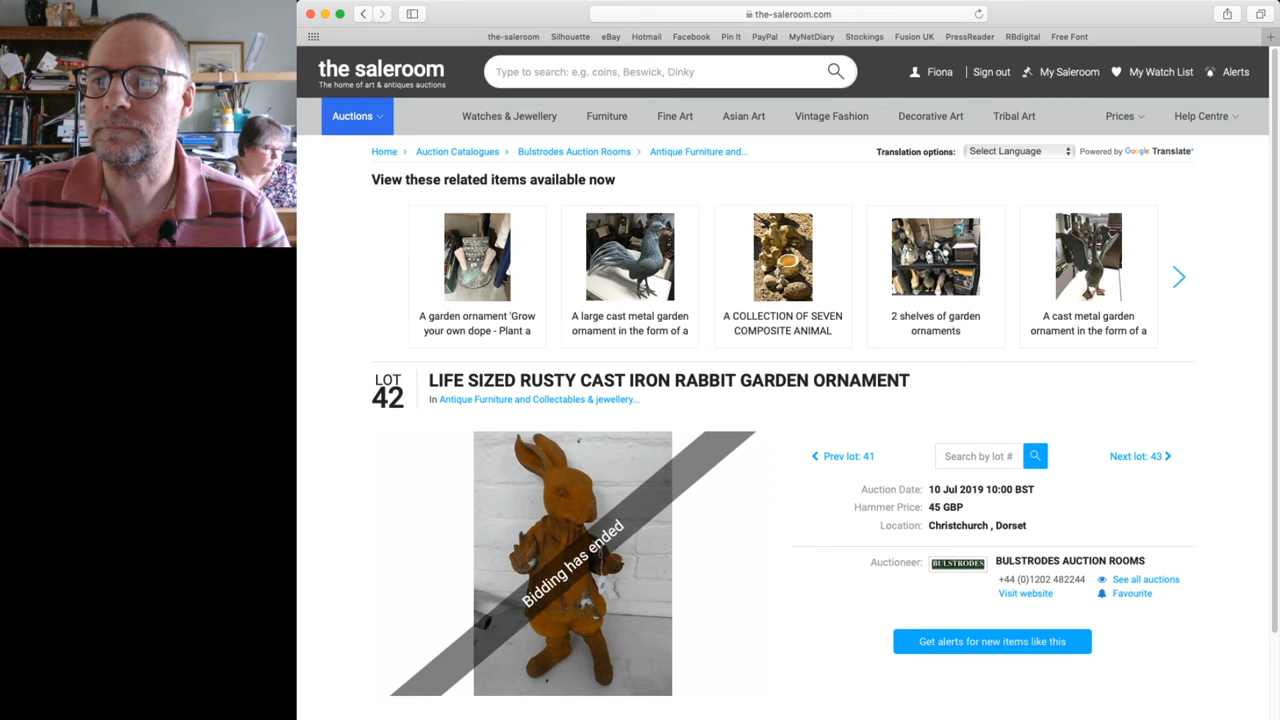 the-saleroom.com
the-saleroom Silhouette eBay Hotmail Facebook Pin It PayPal MyNetDiary Stockings Fusion UK PressReader RBdigital Free Font
the saleroom
The home of art & antiques auctions
Type to search: e.g. coins, Beswick, Dinky
Fiona | Sign out My Saleroom My Watch List Alerts
Auctions Watches & Jewellery Furniture Fine Art Asian Art Vintage Fashion Decorative Art Tribal Art Prices Help Centre
Home > Auction Catalogues > Bulstrodes Auction Rooms > Antique Furniture and...
Translation options: Select Language Powered by Google Translate
View these related items available now
A garden ornament 'Grow
your own dope - Plant a
A large cast metal garden
ornament in the form of a
A COLLECTION OF SEVEN
COMPOSITE ANIMAL
2 shelves of garden
ornaments
A cast metal garden
ornament in the form of a
LOT
42
LIFE SIZED RUSTY CAST IRON RABBIT GARDEN ORNAMENT
In Antique Furniture and Collectables & jewellery...
Bidding has ended
Prev lot: 41
Search by lot #
Next lot: 43
Auction Date: 10 Jul 2019 10:00 BST
Hammer Price: 45 GBP
Location: Christchurch , Dorset
Auctioneer: BULSTRODES BULSTRODES AUCTION ROOMS
+44 (0)1202 482244 See all auctions
Visit website Favourite
Get alerts for new items like this